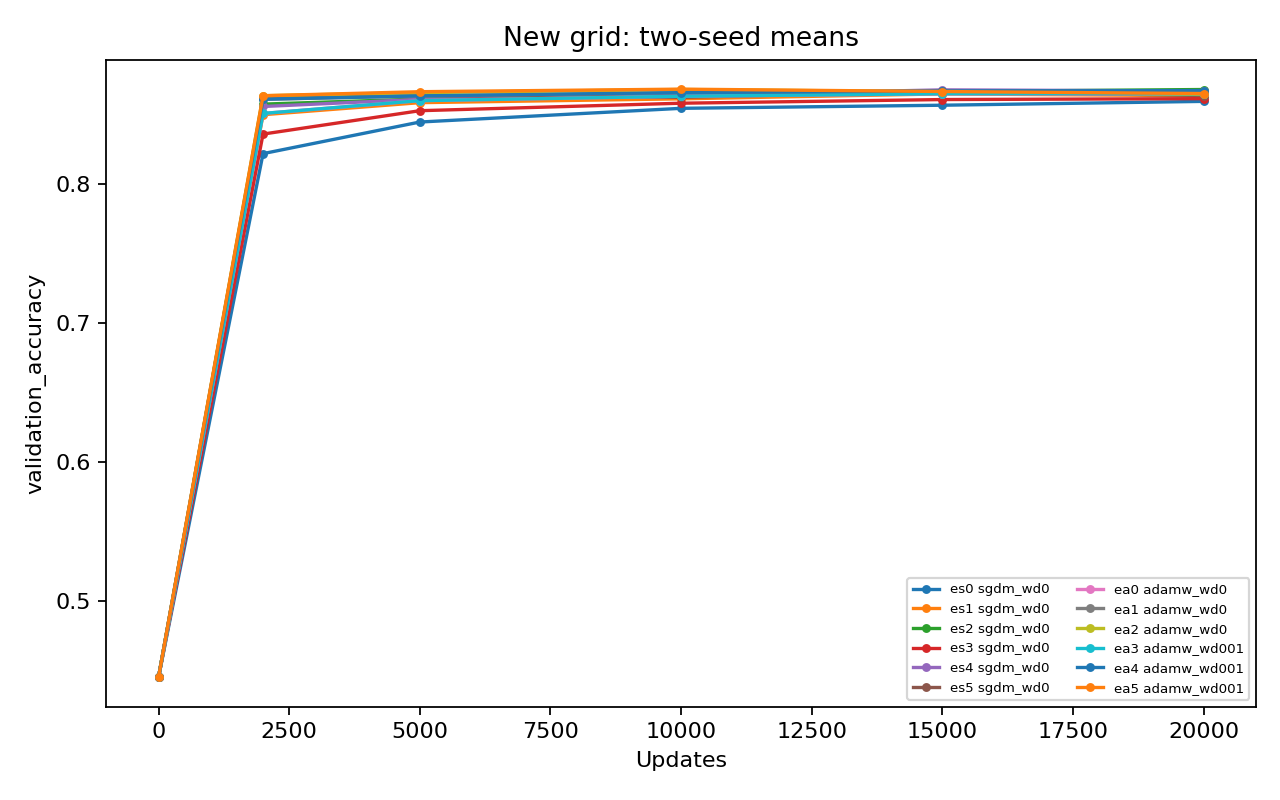 New grid: two-seed means
validation_accuracy
0.8
0.7
0.6
0.5
0 2500 5000 7500 10000 12500 15000 17500 20000
Updates
es0 sgdm_wd0
es1 sgdm_wd0
es2 sgdm_wd0
es3 sgdm_wd0
es4 sgdm_wd0
es5 sgdm_wd0
ea0 adamw_wd0
ea1 adamw_wd0
ea2 adamw_wd0
ea3 adamw_wd001
ea4 adamw_wd001
ea5 adamw_wd001